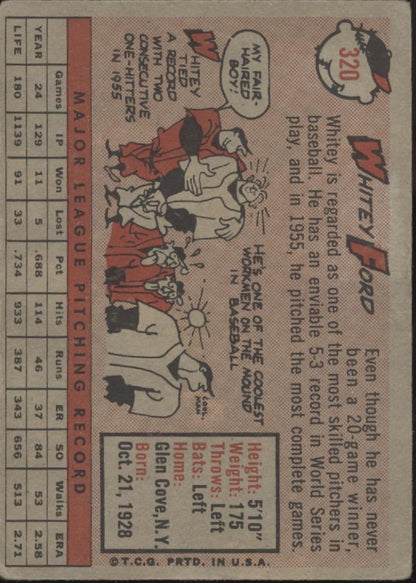 320
WHITEY FORD
Even though he has never
been a 20-game winner,
Whitey is regarded as one of the most skilled pitchers in
baseball. He has an enviable 5-3 record in World Series
play, and in 1955, he pitched the most complete games.
MY FAIR-
HAIRED
BOY!
WHITEY
TIED
A RECORD
WITH TWO
CONSECUTIVE
ONE-HITTERS
IN 1955
HE'S ONE OF THE COOLEST
WORKMEN ON THE MOUND
IN BASEBALL
COOL-
MAN
Height: 5'10"
Weight: 175
Throws: Left
Bats: Left
Home:
Glen Cove, N.Y.
Born:
Oct. 21, 1928
MAJOR LEAGUE PITCHING RECORD
Games IP Won Lost Pct Hits Runs ER SO Walks ERA
YEAR 24 129 11 5 .688 114 46 37 84 53 2.58
LIFE 180 1139 91 33 .734 933 387 343 656 513 2.71
© T.C.G. PRTD. IN U.S.A.